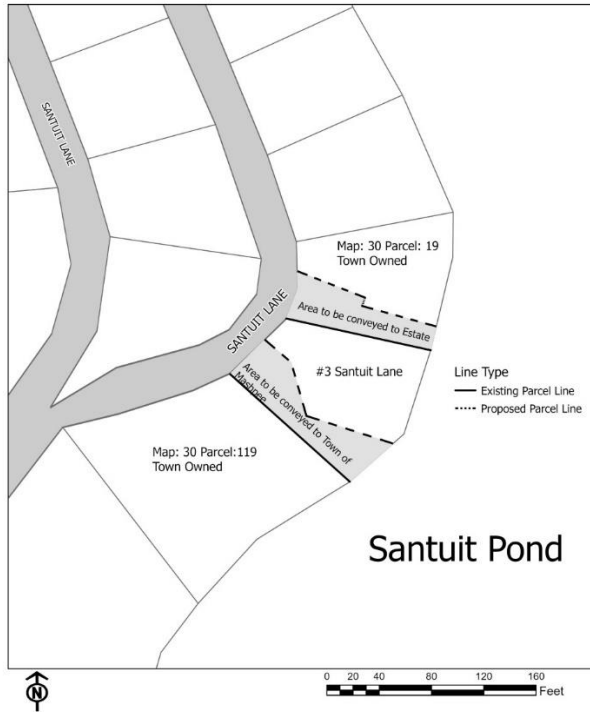 SANTUIT LANE
Map: 30 Parcel: 19
Town Owned
Area to be conveyed to Estate
SANTUIT LANE
#3 Santuit Lane
Line Type
Existing Parcel Line
Proposed Parcel Line
Area to be conveyed to Town of
Mashpee
Map: 30 Parcel:119
Town Owned
Santuit Pond
N
0 20 40 80 120 160
Feet